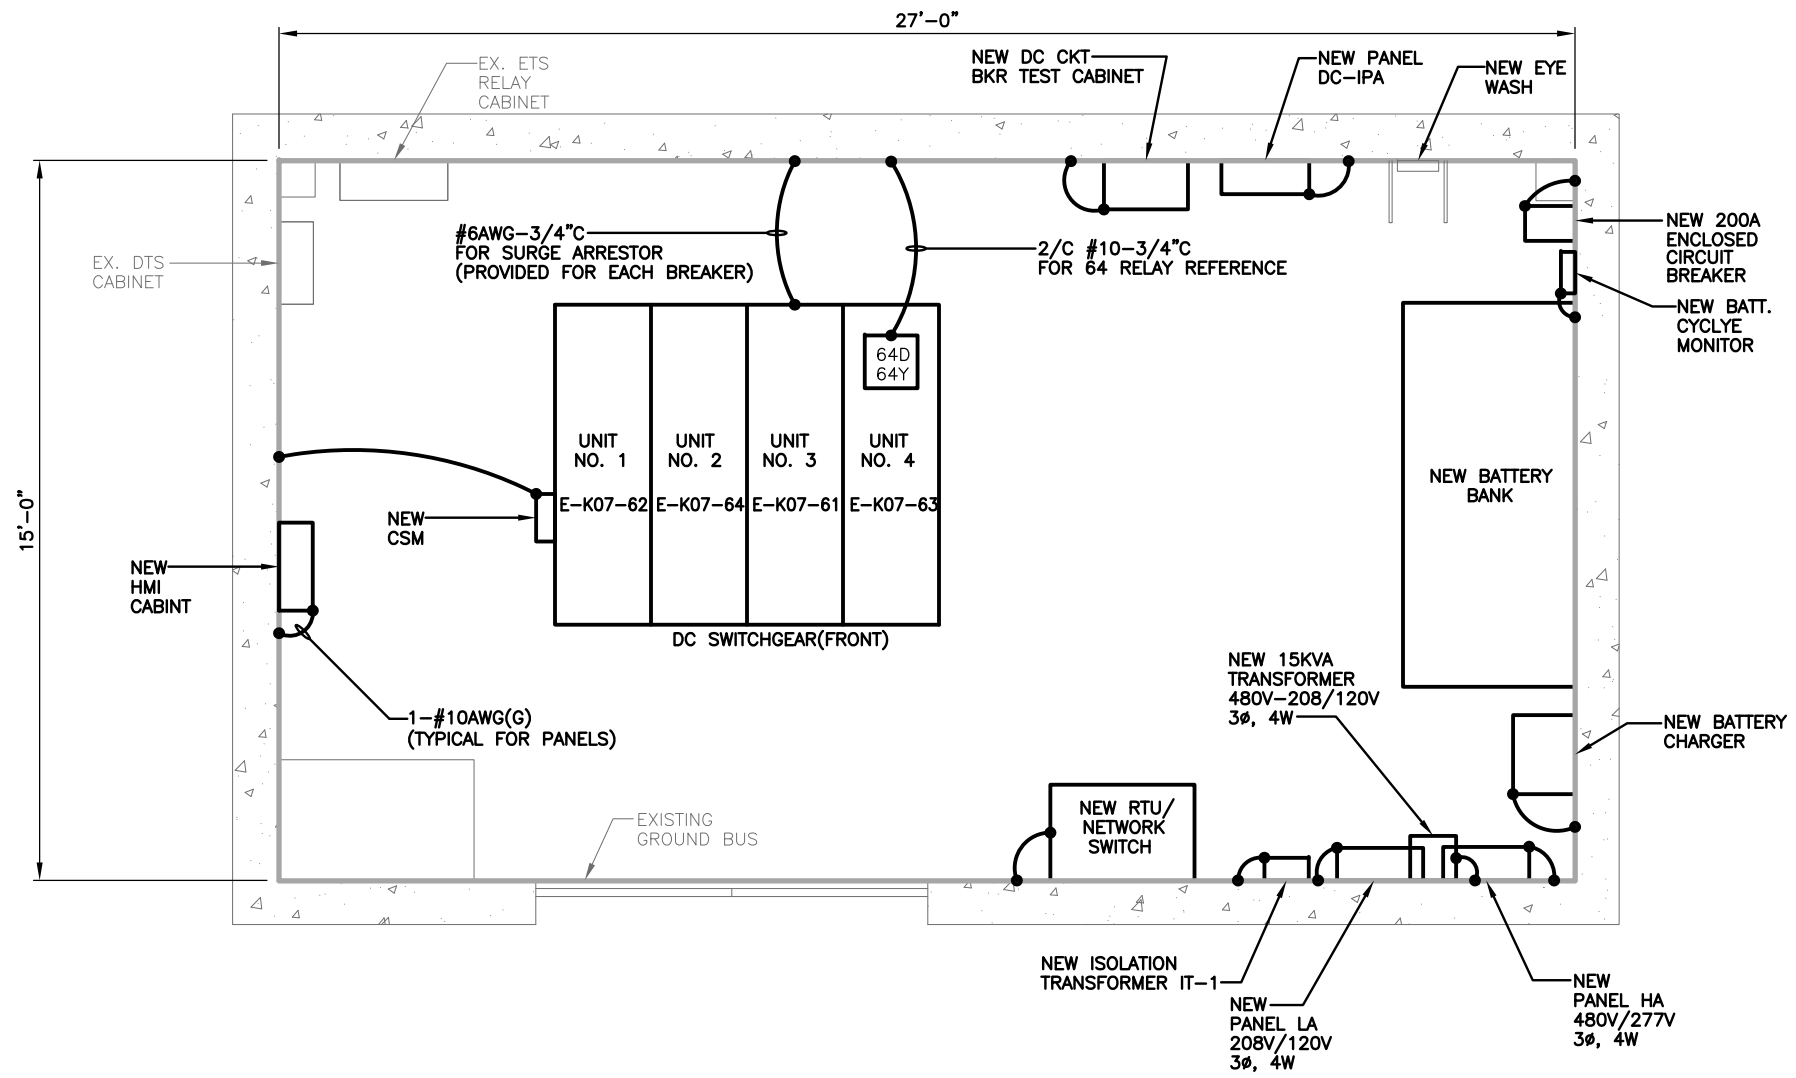 27'-0"
EX. ETS
RELAY
CABINET
NEW DC CKT
BKR TEST CABINET
NEW PANEL
DC-IPA
NEW EYE
WASH
#6AWG-3/4"C
FOR SURGE ARRESTOR
(PROVIDED FOR EACH BREAKER)
2/C #10-3/4"C
FOR 64 RELAY REFERENCE
NEW 200A
ENCLOSED
CIRCUIT
BREAKER
EX. DTS
CABINET
NEW BATT.
CYCLYE
MONITOR
64D
64Y
UNIT
NO. 1
E-K07-62
UNIT
NO. 2
E-K07-64
UNIT
NO. 3
E-K07-61
UNIT
NO. 4
E-K07-63
NEW BATTERY
BANK
15'-0"
NEW
CSM
NEW
HMI
CABINT
DC SWITCHGEAR(FRONT)
NEW 15KVA
TRANSFORMER
480V-208/120V
3ø, 4W
1-#10AWG(G)
(TYPICAL FOR PANELS)
NEW BATTERY
CHARGER
EXISTING
GROUND BUS
NEW RTU/
NETWORK
SWITCH
NEW ISOLATION
TRANSFORMER IT-1
NEW
PANEL LA
208V/120V
3ø, 4W
NEW
PANEL HA
480V/277V
3ø, 4W